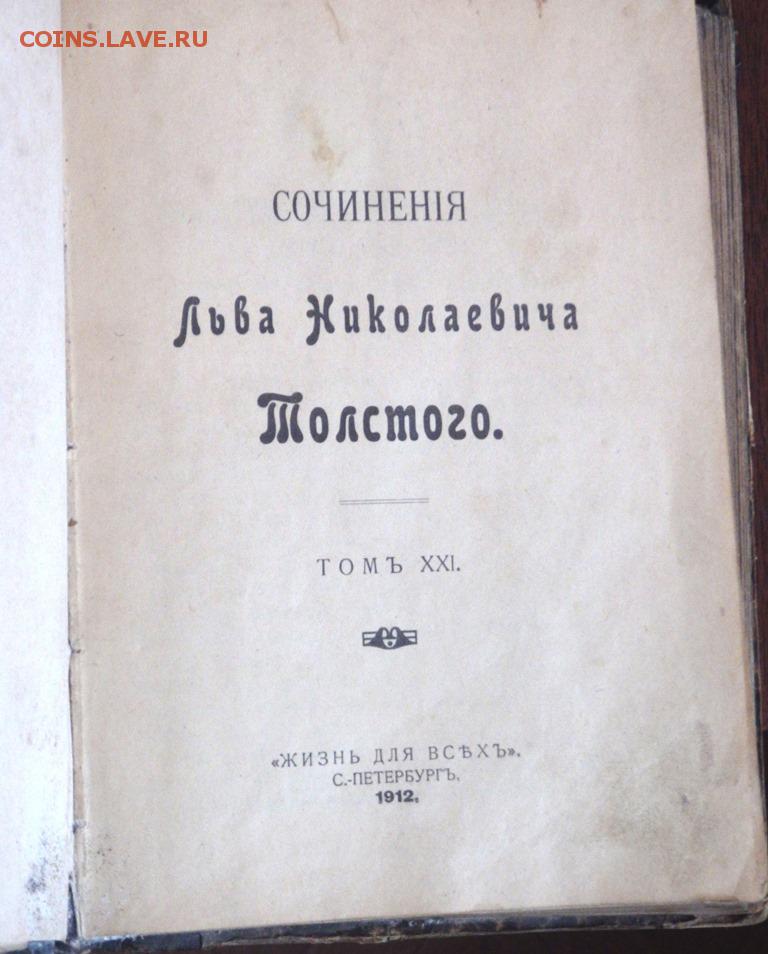 COINS.LAVE.RU
СОЧИНЕНІЯ
Льва Николаевича
Толстого.
ТОМЪ XXI.
«ЖИЗНЬ ДЛЯ ВСѢХЪ».
С.-ПЕТЕРБУРГЪ,
1912.